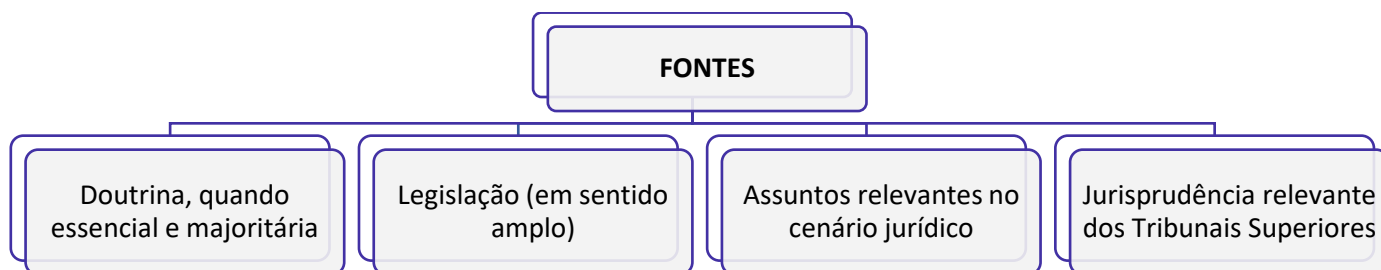 FONTES
Doutrina, quando
essencial e majoritária
Legislação (em sentido
amplo)
Assuntos relevantes no
cenário jurídico
Jurisprudência relevante
dos Tribunais Superiores